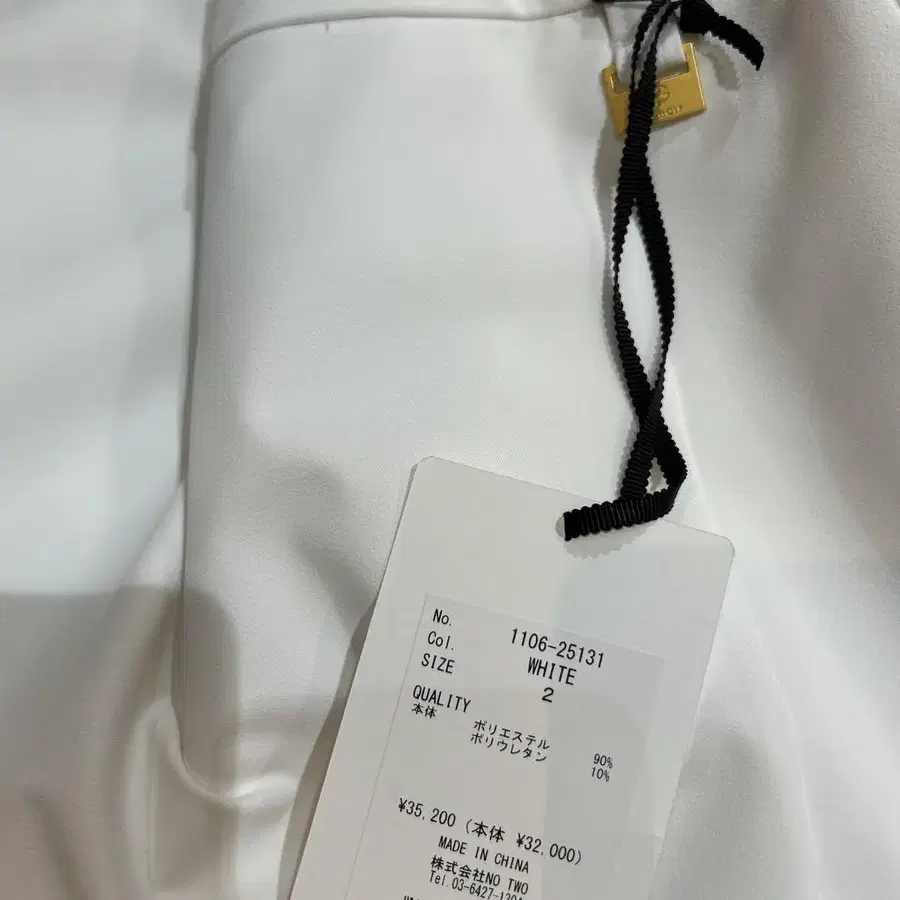 No. 1106-25131
Col. WHITE
SIZE 2
QUALITY
本体
ポリエステル 90%
ポリウレタン 10%
¥35,200 (本体 ¥32,000)
MADE IN CHINA
株式会社NO TWO